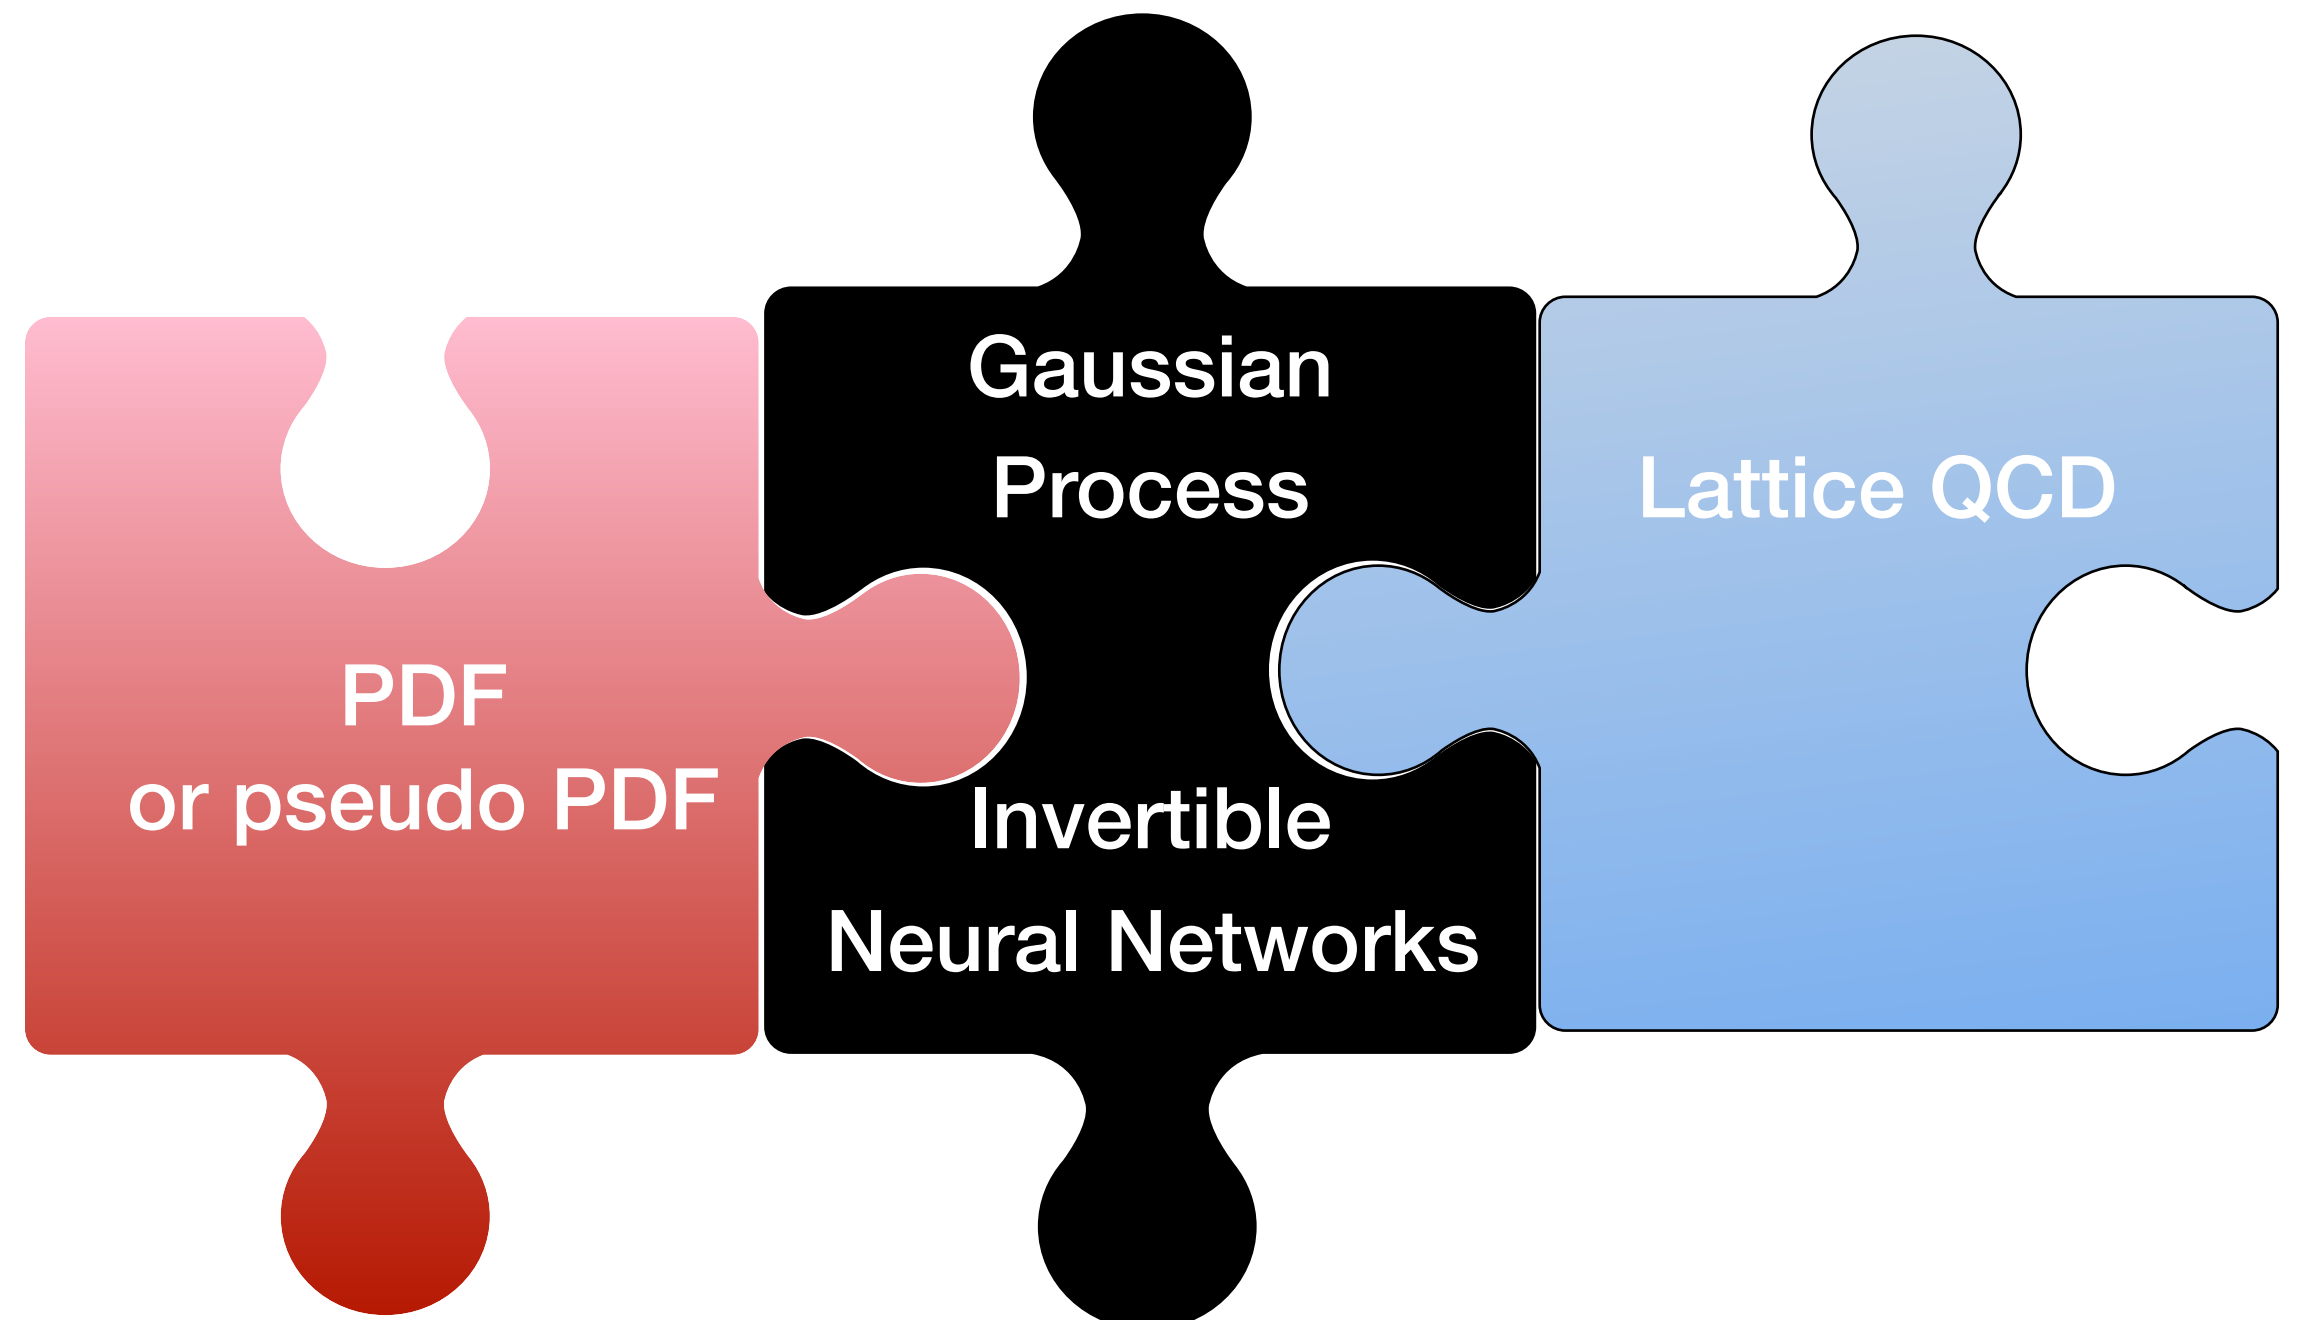 PDF
or pseudo PDF
Gaussian
Process
Invertible
Neural Networks
Lattice QCD